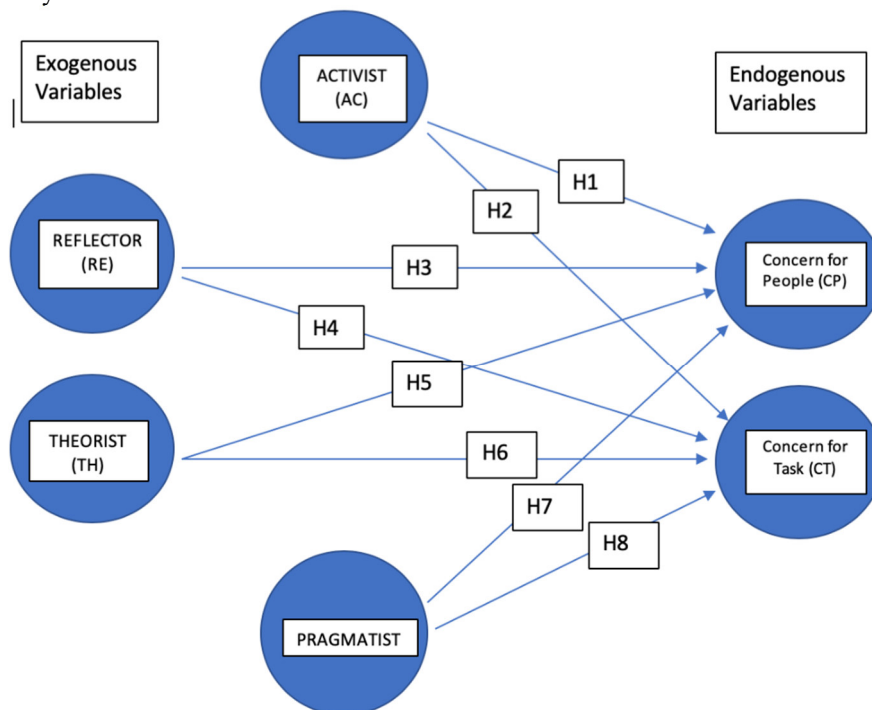 Exogenous
Variables
ACTIVIST
(AC)
Endogenous
Variables
H1
H2
REFLECTOR
(RE)
H3
Concern for
People (CP)
H4
H5
THEORIST
(TH)
H6
Concern for
Task (CT)
H7
H8
PRAGMATIST